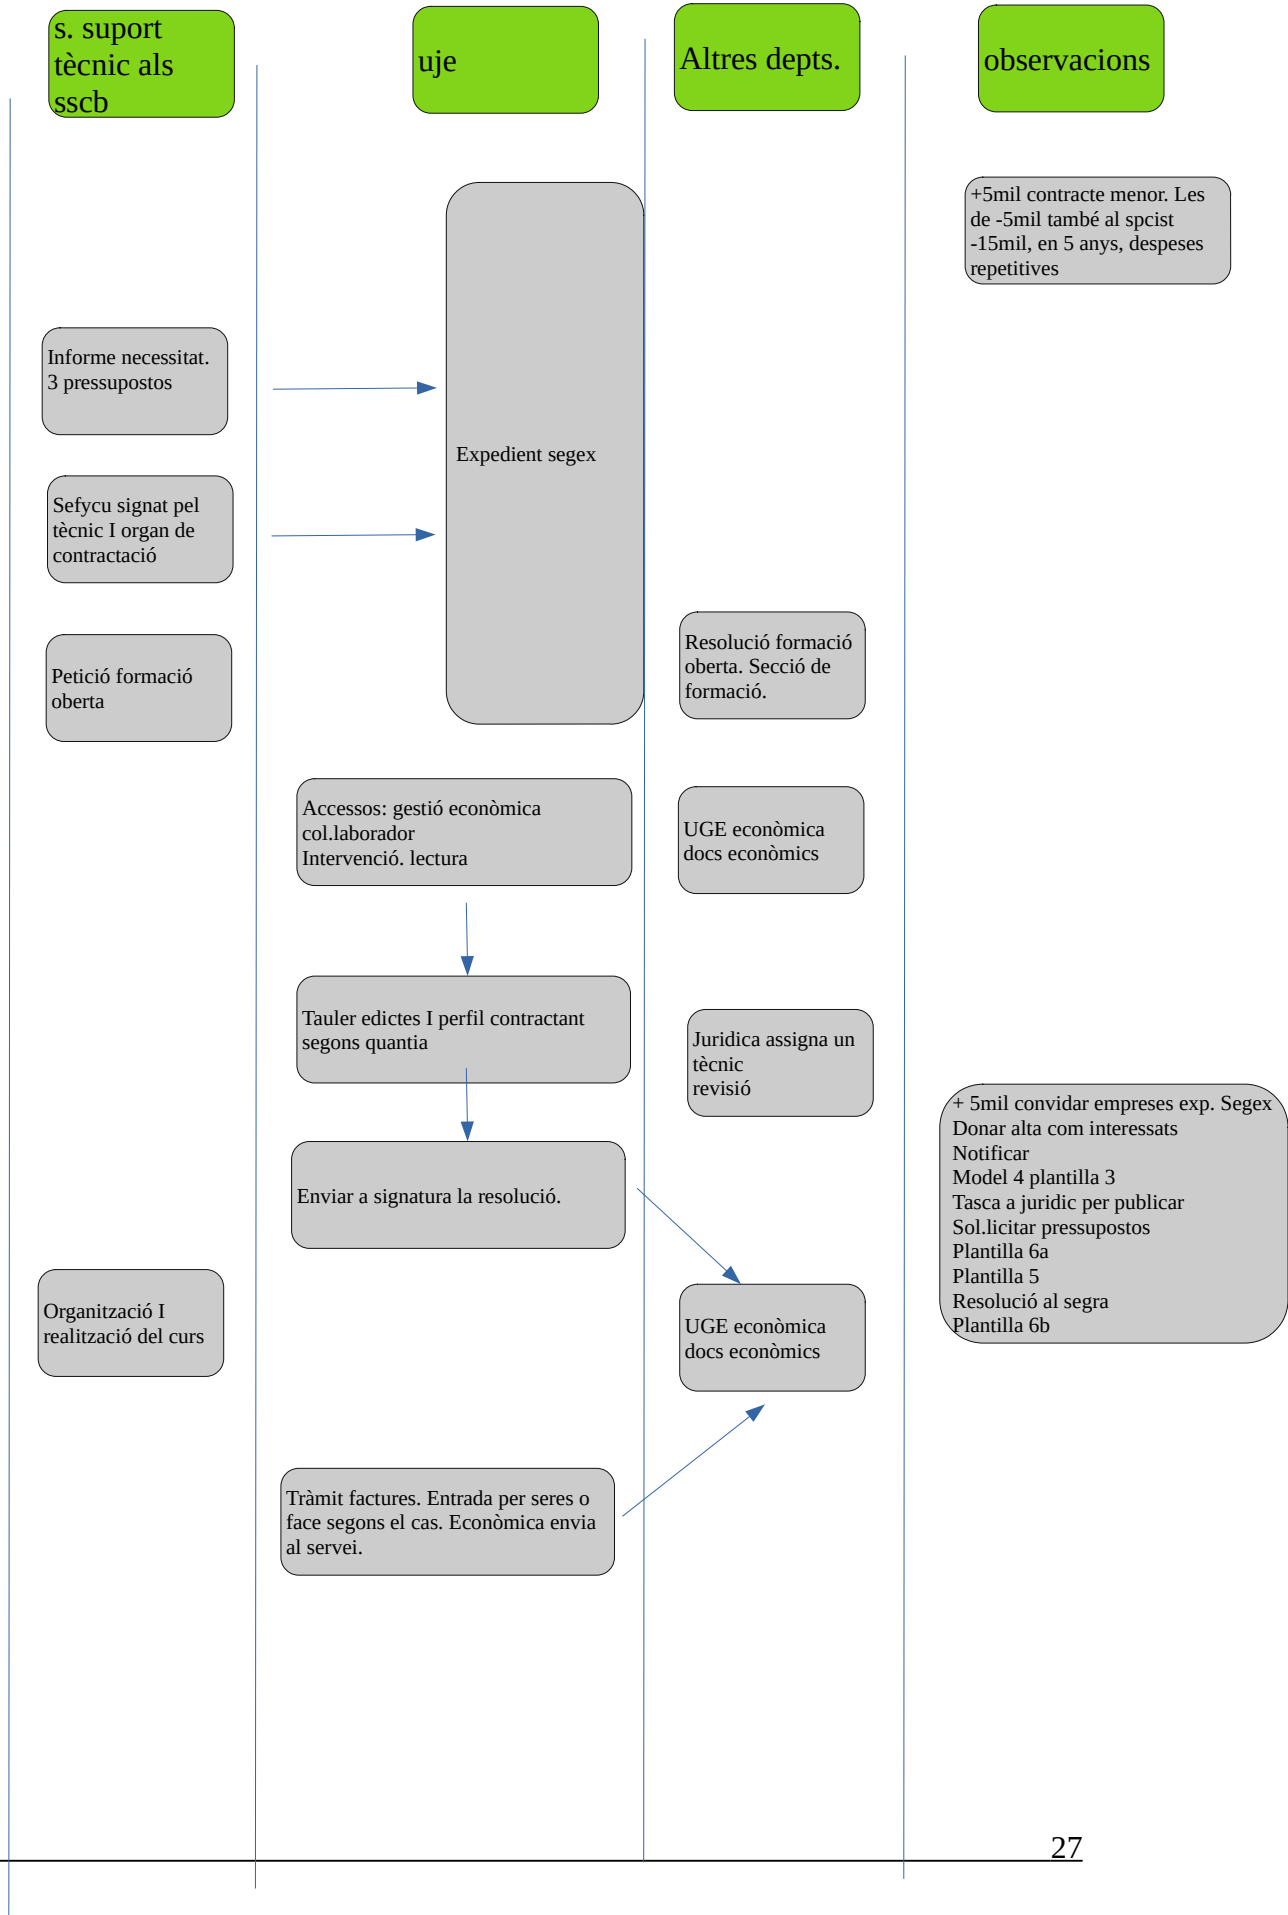 s. suport
tècnic als
sscb
uje
Altres depts.
observacions
+5mil contracte menor. Les
de -5mil també al spcist
-15mil, en 5 anys, despeses
repetitives
Informe necessitat.
3 pressupostos
Expedient segex
Sefycu signat pel
tècnic I organ de
contractació
Petició formació
oberta
Resolució formació
oberta. Secció de
formació.
Accessos: gestió econòmica
col.laborador
Intervenció. lectura
UGE econòmica
docs econòmics
Tauler edictes I perfil contractant
segons quantia
Juridica assigna un
tècnic
revisió
+ 5mil convidar empreses exp. Segex
Donar alta com interessats
Notificar
Model 4 plantilla 3
Tasca a juridic per publicar
Sol.licitar pressupostos
Plantilla 6a
Plantilla 5
Resolució al segra
Plantilla 6b
Enviar a signatura la resolució.
Organització I
realització del curs
UGE econòmica
docs econòmics
Tràmit factures. Entrada per seres o
face segons el cas. Econòmica envia
al servei.
27